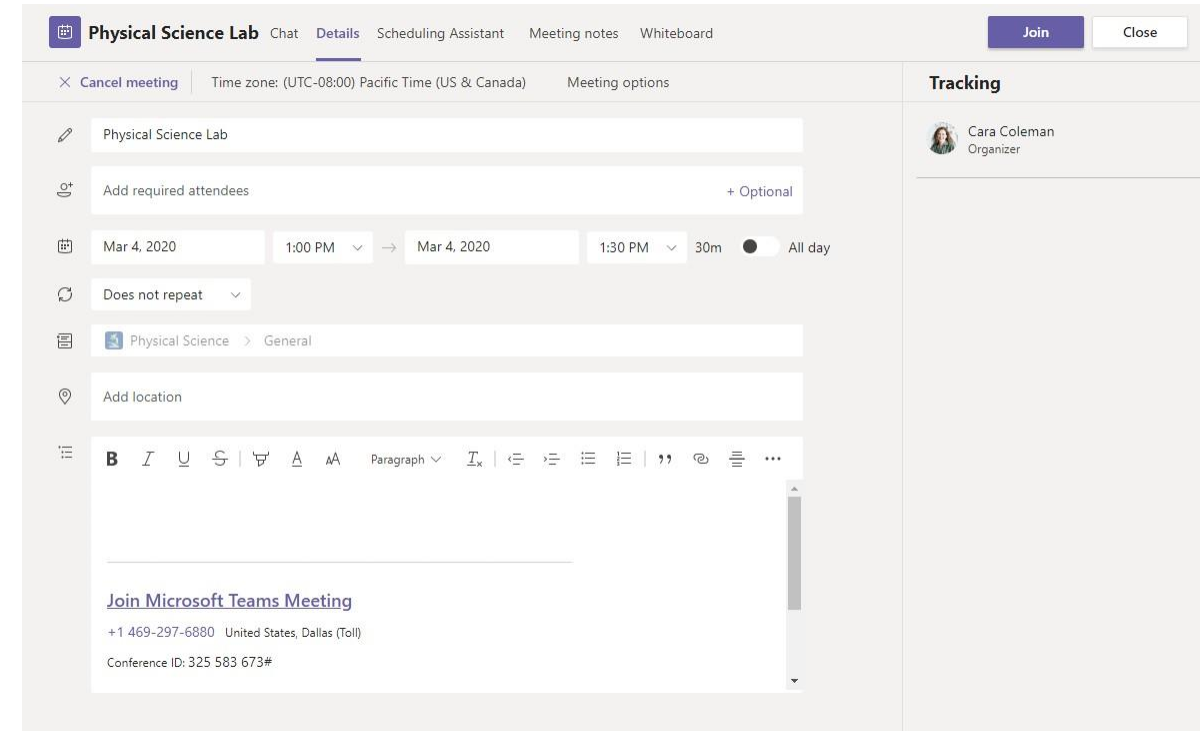 Physical Science Lab Chat Details Scheduling Assistant Meeting notes Whiteboard Join Close
Cancel meeting Time zone: (UTC-08:00) Pacific Time (US & Canada) Meeting options
Tracking
Physical Science Lab
Cara Coleman
Organizer
Add required attendees + Optional
Mar 4, 2020 1:00 PM → Mar 4, 2020 1:30 PM 30m All day
Does not repeat
Physical Science > General
Add location
B I U S A AA Paragraph Tx
Join Microsoft Teams Meeting
+1 469-297-6880 United States, Dallas (Toll)
Conference ID: 325 583 673#